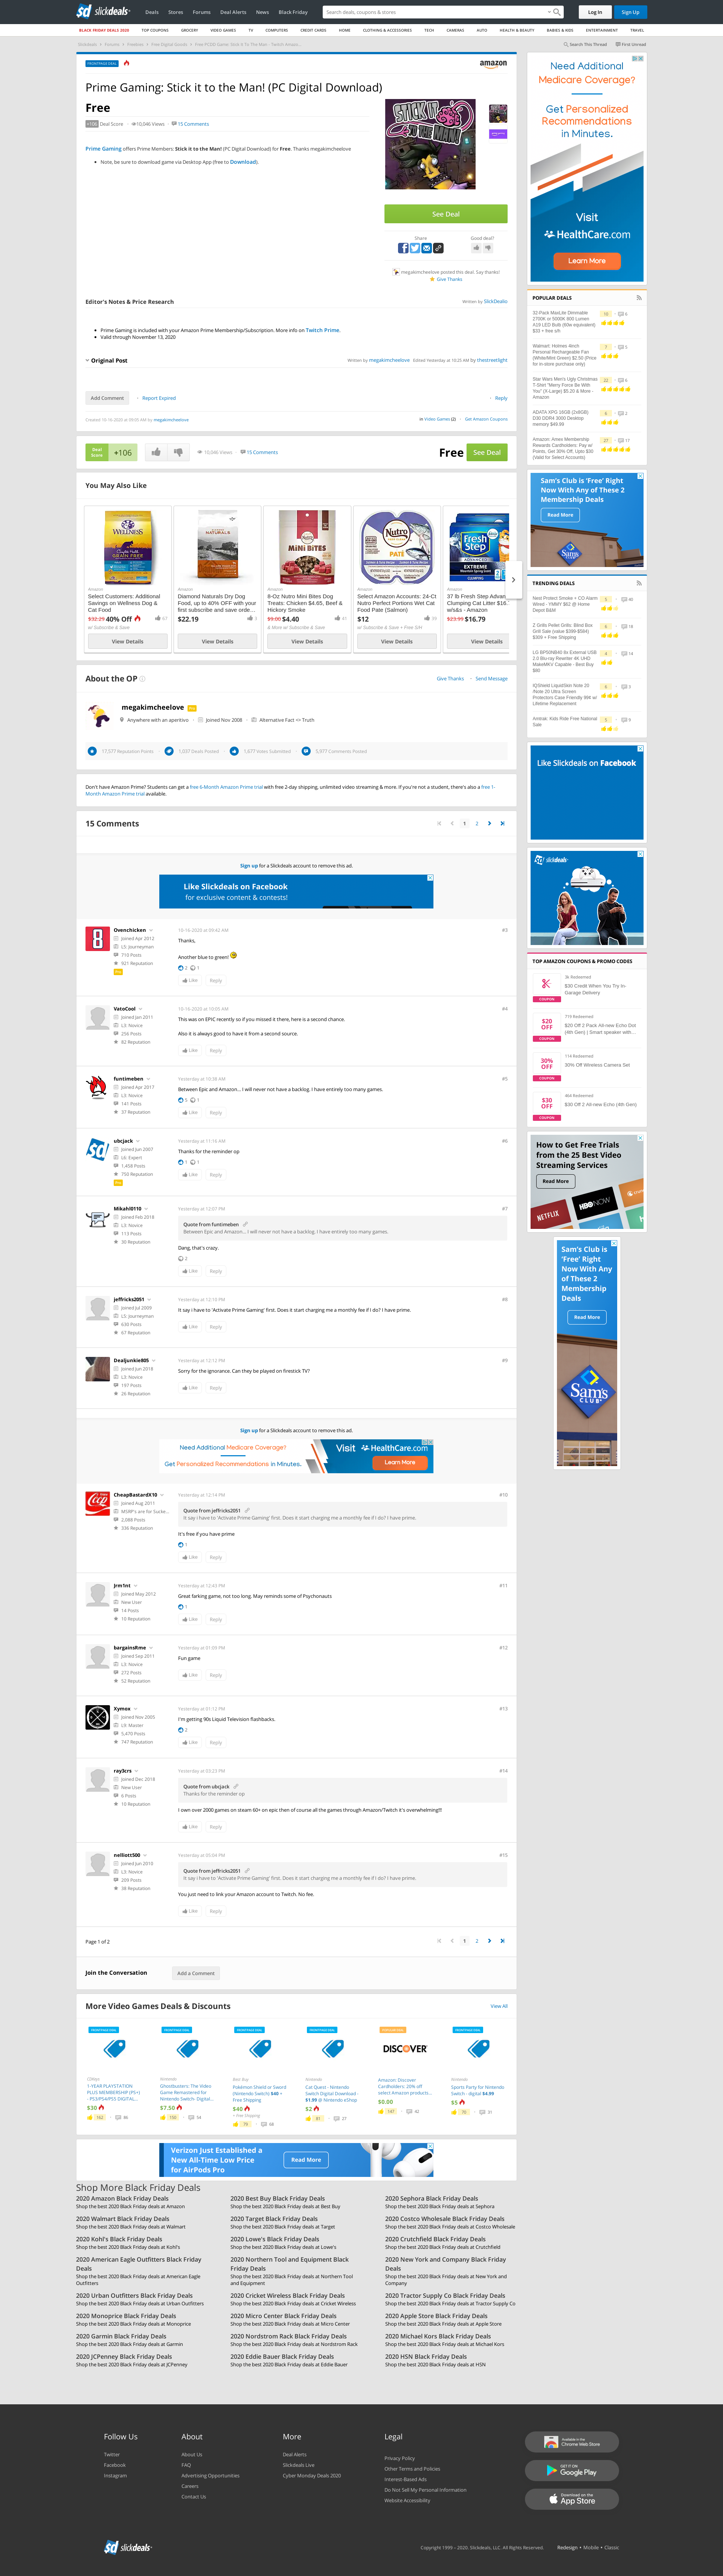 sd slickdeals
Deals Stores Forums Deal Alerts News Black Friday
Search deals, coupons & stores
Log In Sign Up
BLACK FRIDAY DEALS 2020 TOP COUPONS GROCERY VIDEO GAMES TV COMPUTERS CREDIT CARDS HOME CLOTHING & ACCESSORIES TECH CAMERAS AUTO HEALTH & BEAUTY BABIES & KIDS ENTERTAINMENT TRAVEL
Search This Thread First Unread
FRONTPAGE DEAL
amazon
Prime Gaming: Stick it to the Man! (PC Digital Download)
Free
+106 Deal Score 10,046 Views 15 Comments
Prime Gaming offers Prime Members: Stick It to the Man! (PC Digital Download) for Free. Thanks megakimcheelove
Note, be sure to download game via Desktop App (free to Download).
See Deal
Share
Good deal?
megakimcheelove posted this deal. Say thanks!
Give Thanks
Editor's Notes & Price Research
Written by SlickDealio
Prime Gaming is included with your Amazon Prime Membership/Subscription. More info on Twitch Prime.
Valid through November 13, 2020
Original Post
Written by megakimcheelove Edited Yesterday at 10:25 AM by thestreetlight
Add Comment Report Expired Reply
Created 10-16-2020 at 09:05 AM by megakimcheelove
in Video Games (2) Get Amazon Coupons
Deal Score +106
10,046 Views 15 Comments
Free See Deal
You May Also Like
Amazon
Select Customers: Additional Savings on Wellness Dog & Cat Food
$32.29 40% Off 67
w/ Subscribe & Save
View Details
Amazon
Diamond Naturals Dry Dog Food, up to 40% OFF with your first subscribe and save orde...
$22.19 3
View Details
Amazon
8-Oz Nutro Mini Bites Dog Treats: Chicken $4.65, Beef & Hickory Smoke
$9.00 $4.40 41
& More w/ Subscribe & Save
View Details
Amazon
Select Amazon Accounts: 24-Ct Nutro Perfect Portions Wet Cat Food Pate (Salmon)
$12 38
w/ Subscribe & Save + Free S/H
View Details
Amazon
37 lb Fresh Step Advan
Clumping Cat Litter $16.
w/s&s - Amazon
$23.99 $16.79
View Details
About the OP
Give Thanks Send Message
megakimcheelove Pro
Anywhere with an aperitivo Joined Nov 2008 Alternative Fact <> Truth
17,577 Reputation Points 1,037 Deals Posted 1,677 Votes Submitted 5,977 Comments Posted
Don't have Amazon Prime? Students can get a free 6-Month Amazon Prime trial with free 2-day shipping, unlimited video streaming & more. If you're not a student, there's also a free 1-
Month Amazon Prime trial available.
15 Comments
1 2
Sign up for a Slickdeals account to remove this ad.
Like Slickdeals on Facebook
for exclusive content & contests!
Ovenchicken
Joined Apr 2012
L5: Journeyman
710 Posts
921 Reputation
Pro
10-16-2020 at 09:40 AM
#3
Thanks,
Another blue to green!
2 1
Like Reply
VatoCool
Joined Jan 2011
L3: Novice
256 Posts
82 Reputation
10-16-2020 at 10:05 AM
#4
This was on EPIC recently so if you missed it there, here is a second chance.
Also it is always good to have it from a second source.
Like Reply
funtimeben
Joined Apr 2017
L3: Novice
141 Posts
37 Reputation
Yesterday at 10:38 AM
#5
Between Epic and Amazon... I will never not have a backlog. I have entirely too many games.
5 1
Like Reply
ubcjack
Joined Jun 2007
L6: Expert
1,458 Posts
750 Reputation
Pro
Yesterday at 11:16 AM
#6
Thanks for the reminder op
1 1
Like Reply
Mikahl0110
Joined Feb 2018
L3: Novice
113 Posts
30 Reputation
Yesterday at 12:07 PM
#7
Quote from funtimeben
Between Epic and Amazon... I will never not have a backlog. I have entirely too many games.
Dang, that's crazy.
2
Like Reply
jeffricks2051
Joined Jul 2009
L5: Journeyman
630 Posts
67 Reputation
Yesterday at 12:10 PM
#8
It say i have to 'Activate Prime Gaming' first. Does it start charging me a monthly fee if I do? I have prime.
Like Reply
Dealjunkie805
Joined Jun 2018
L3: Novice
197 Posts
26 Reputation
Yesterday at 12:12 PM
#9
Sorry for the ignorance. Can they be played on firestick TV?
Like Reply
Sign up for a Slickdeals account to remove this ad.
Need Additional Medicare Coverage?
Get Personalized Recommendations in Minutes.
Visit HealthCare.com
Learn More
CheapBastardX10
Joined Aug 2011
MSRP's are for Sucke...
2,088 Posts
336 Reputation
Yesterday at 12:14 PM
#10
Quote from jeffricks2051
It say i have to 'Activate Prime Gaming' first. Does it start charging me a monthly fee if I do? I have prime.
It's free if you have prime
1
Like Reply
Jrm1nt
Joined May 2012
New User
14 Posts
10 Reputation
Yesterday at 12:43 PM
#11
Great farking game, not too long. May reminds some of Psychonauts
1
Like Reply
bargainsRme
Joined Sep 2011
L3: Novice
272 Posts
52 Reputation
Yesterday at 01:09 PM
#12
Fun game
Like Reply
Xymox
Joined Nov 2005
L8: Master
5,470 Posts
747 Reputation
Yesterday at 01:12 PM
#13
I'm getting 90s Liquid Television flashbacks.
2
Like Reply
ray3crs
Joined Dec 2018
New User
6 Posts
10 Reputation
Yesterday at 03:23 PM
#14
Quote from ubcjack
Thanks for the reminder op
I own over 2000 games on steam 60+ on epic then of course all the games through Amazon/Twitch it's overwhelming!!!
Like Reply
nelliott500
Joined Jun 2010
L3: Novice
269 Posts
38 Reputation
Yesterday at 05:04 PM
#15
Quote from jeffricks2051
It say i have to 'Activate Prime Gaming' first. Does it start charging me a monthly fee if I do? I have prime.
You just need to link your Amazon account to Twitch. No fee.
Like Reply
Page 1 of 2
1 2
Join the Conversation Add a Comment
More Video Games Deals & Discounts
View All
1-YEAR PLAYSTATION PLUS MEMBERSHIP (PS+) - PS3/PS4/PS5 DIGITAL...
$30
162 86
Nintendo
Ghostbusters: The Video Game Remastered for Nintendo Switch- Digital...
$7.50
150 54
Best Buy
Pokémon Shield or Sword (Nintendo Switch) $40 + Free Shipping
$40
+ Free Shipping
76 68
Nintendo
Cat Quest - Nintendo Switch Digital Download - $1.99 @ Nintendo eShop
$2
81 27
DISCOVER
Amazon: Discover Cardholders: 20% off select Amazon products...
$0.00
147 42
Nintendo
Sports Party for Nintendo Switch - digital $4.99
$5
70 31
Verizon Just Established a
New All-Time Low Price
for AirPods Pro
Read More
Shop More Black Friday Deals
2020 Amazon Black Friday Deals
Shop the best 2020 Black Friday deals at Amazon
2020 Best Buy Black Friday Deals
Shop the best 2020 Black Friday deals at Best Buy
2020 Sephora Black Friday Deals
Shop the best 2020 Black Friday deals at Sephora
2020 Walmart Black Friday Deals
Shop the best 2020 Black Friday deals at Walmart
2020 Target Black Friday Deals
Shop the best 2020 Black Friday deals at Target
2020 Costco Wholesale Black Friday Deals
Shop the best 2020 Black Friday deals at Costco Wholesale
2020 Kohl's Black Friday Deals
Shop the best 2020 Black Friday deals at Kohl's
2020 Lowe's Black Friday Deals
Shop the best 2020 Black Friday deals at Lowe's
2020 Crutchfield Black Friday Deals
Shop the best 2020 Black Friday deals at Crutchfield
2020 American Eagle Outfitters Black Friday Deals
Shop the best 2020 Black Friday deals at American Eagle Outfitters
2020 Northern Tool and Equipment Black Friday Deals
Shop the best 2020 Black Friday deals at Northern Tool and Equipment
2020 New York and Company Black Friday Deals
Shop the best 2020 Black Friday deals at New York and Company
2020 Urban Outfitters Black Friday Deals
Shop the best 2020 Black Friday deals at Urban Outfitters
2020 Cricket Wireless Black Friday Deals
Shop the best 2020 Black Friday deals at Cricket Wireless
2020 Tractor Supply Co Black Friday Deals
Shop the best 2020 Black Friday deals at Tractor Supply Co
2020 Monoprice Black Friday Deals
Shop the best 2020 Black Friday deals at Monoprice
2020 Micro Center Black Friday Deals
Shop the best 2020 Black Friday deals at Micro Center
2020 Apple Store Black Friday Deals
Shop the best 2020 Black Friday deals at Apple Store
2020 Garmin Black Friday Deals
Shop the best 2020 Black Friday deals at Garmin
2020 Nordstrom Rack Black Friday Deals
Shop the best 2020 Black Friday deals at Nordstrom Rack
2020 Michael Kors Black Friday Deals
Shop the best 2020 Black Friday deals at Michael Kors
2020 JCPenney Black Friday Deals
Shop the best 2020 Black Friday deals at JCPenney
2020 Eddie Bauer Black Friday Deals
Shop the best 2020 Black Friday deals at Eddie Bauer
2020 HSN Black Friday Deals
Shop the best 2020 Black Friday deals at HSN
Need Additional
Medicare Coverage?
Get Personalized
Recommendations
in Minutes.
Visit
HealthCare.com
Learn More
POPULAR DEALS
32-Pack MaxLite Dimmable 2700K or 5000K 800 Lumen A19 LED Bulb (60w equivalent) $33 + free s/h
Walmart: Holmes 4inch Personal Rechargeable Fan (White/Mint Green) $2.50 (Price for in-store purchase only)
Star Wars Men's Ugly Christmas T-Shirt "Merry Force Be With You" (X-Large) $5.20 & More - Amazon
ADATA XPG 16GB (2x8GB) D30 DDR4 3000 Desktop memory $49.99
Amazon: Amex Membership Rewards Cardholders: Pay w/ Points, Get 30% Off: Upto $20 (Valid for Select Accounts)
Sam's Club is 'Free' Right
Now With Any of These 2
Membership Deals
Read More
TRENDING DEALS
Nest Protect Smoke + CO Alarm Wired - YMMV $62 @ Home Depot B&M
Z Grills Pellet Grills: Blind Box Grill Sale (value $399-$594) $309 + Free Shipping
LG BP50NB40 8x External USB 2.0 Blu-ray Rewriter 4K UHD MakeMKV Capable - Best Buy $80
IQShield LiquidSkin Note 20 /Note 20 Ultra Screen Protectors Case Friendly 99¢ w/ Lifetime Replacement
Amtrak: Kids Ride Free National Sale
Like Slickdeals on Facebook
sd slickdeals
TOP AMAZON COUPONS & PROMO CODES
COUPON
3k Redeemed
$30 Credit When You Try In-Garage Delivery
$20 OFF
COUPON
719 Redeemed
$20 Off 2 Pack All-new Echo Dot (4th Gen) | Smart speaker with...
30% OFF
COUPON
114 Redeemed
30% Off Wireless Camera Set
$30 OFF
COUPON
464 Redeemed
$30 Off 2 All-new Echo (4th Gen)
How to Get Free Trials
from the 25 Best Video
Streaming Services
Read More
NETFLIX HBO NOW
Sam's Club is
'Free' Right
Now With Any
of These 2
Membership
Deals
Read More
Sam's CLUB
Follow Us
Twitter
Facebook
Instagram
About
About Us
FAQ
Advertising Opportunities
Careers
Contact Us
More
Deal Alerts
Slickdeals Live
Cyber Monday Deals 2020
Legal
Privacy Policy
Other Terms and Policies
Interest-Based Ads
Do Not Sell My Personal Information
Website Accessibility
Available in the Chrome Web Store
GET IT ON Google Play
Download on the App Store
sd slickdeals
Copyright 1999 - 2020. Slickdeals, LLC. All Rights Reserved. Redesign • Mobile • Classic